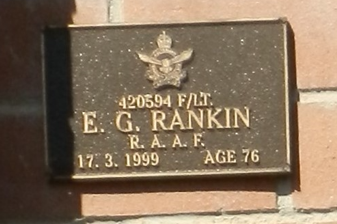 420594 F/LT.
E. G. RANKIN
R. A. A. F.
17. 3. 1999 AGE 76